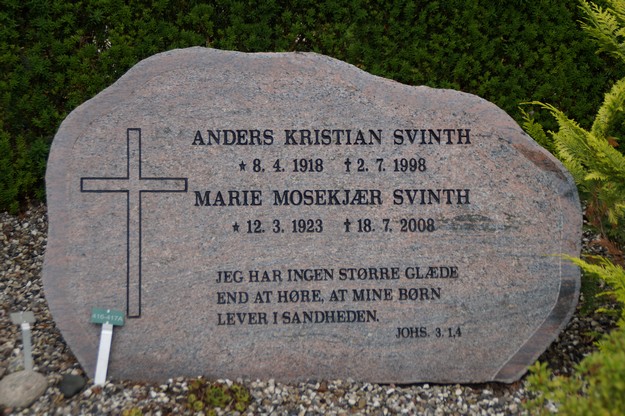 ANDERS KRISTIAN SVINTH
* 8. 4. 1918 † 2. 7. 1998
MARIE MOSEKJÆR SVINTH
* 12. 3. 1923 † 18. 7. 2008
JEG HAR INGEN STØRRE GLÆDE
END AT HØRE, AT MINE BØRN
LEVER I SANDHEDEN.
JOHS. 3. 1.4